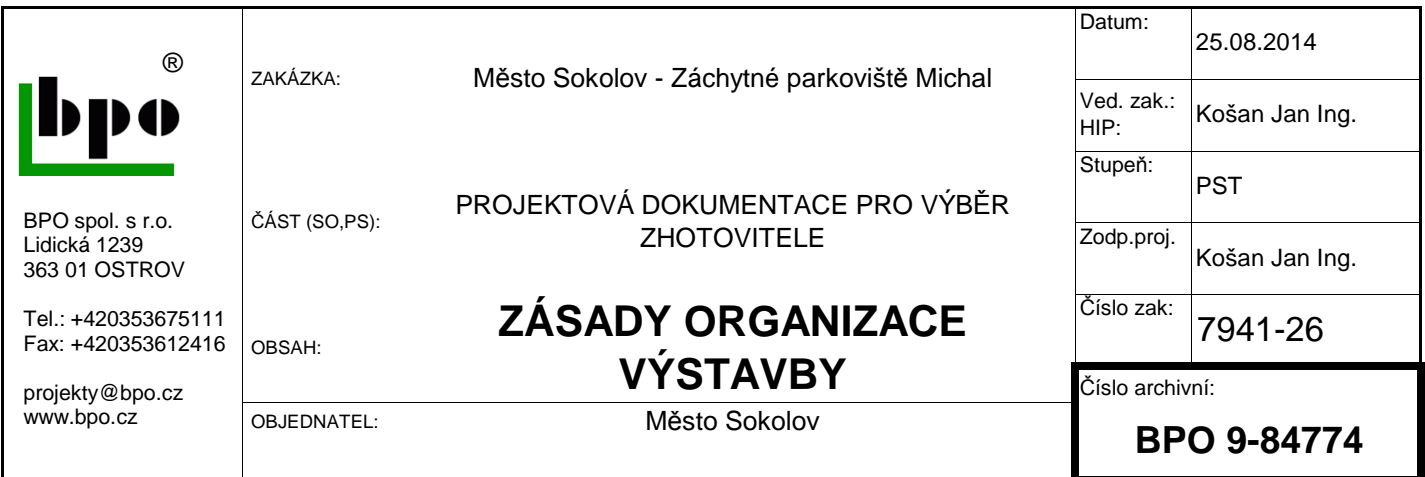 ®
bpo
BPO spol. s r.o.
Lidická 1239
363 01 OSTROV
Tel.: +420353675111
Fax: +420353612416
projekty@bpo.cz
www.bpo.cz
ZAKÁZKA:
Město Sokolov - Záchytné parkoviště Michal
ČÁST (SO,PS):
PROJEKTOVÁ DOKUMENTACE PRO VÝBĚR
ZHOTOVITELE
OBSAH:
ZÁSADY ORGANIZACE
VÝSTAVBY
OBJEDNATEL:
Město Sokolov
Datum:
25.08.2014
Ved. zak.:
HIP:
Košan Jan Ing.
Stupeň:
PST
Zodp.proj.
Košan Jan Ing.
Číslo zak:
7941-26
Číslo archivní:
BPO 9-84774